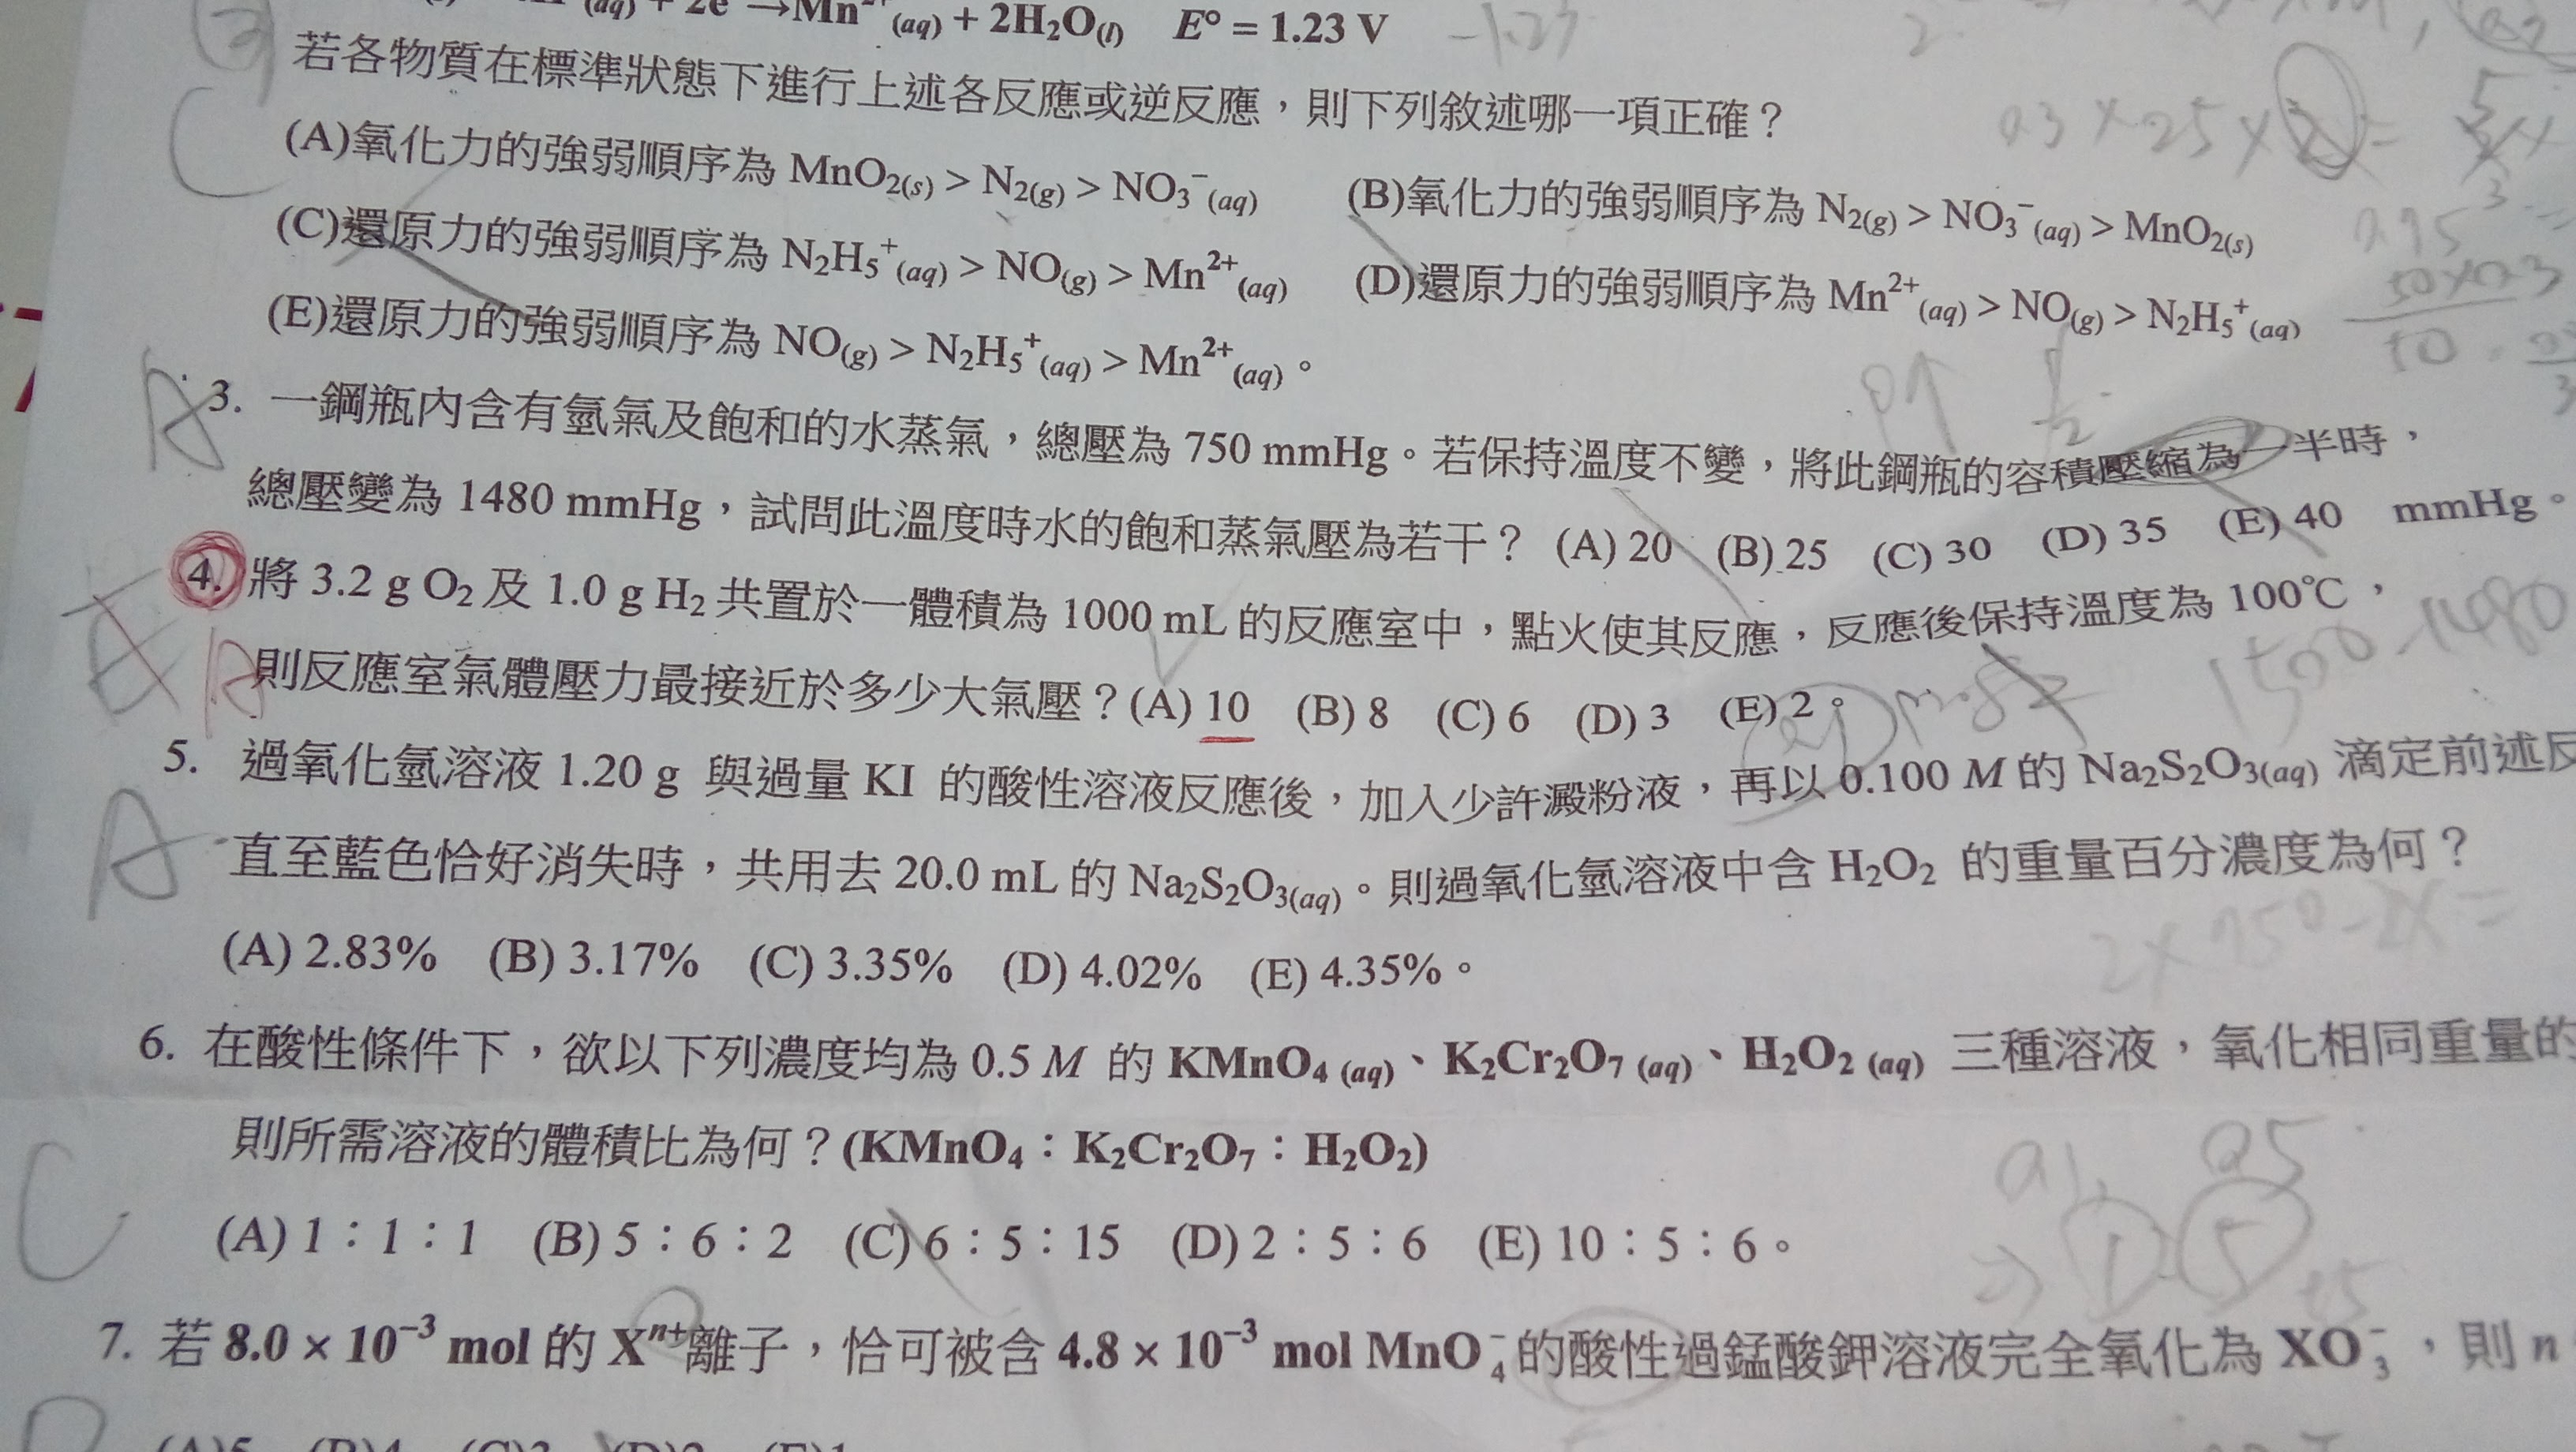 (aq) + 2e⁻ →Mn²⁺(aq) + 2H₂O(l) E° = 1.23 V
-1.23
若各物質在標準狀態下進行上述各反應或逆反應，則下列敘述哪一項正確？
(A)氧化力的強弱順序為 MnO₂(s) > N₂(g) > NO₃⁻(aq) (B)氧化力的強弱順序為 N₂(g) > NO₃⁻(aq) > MnO₂(s)
(C)還原力的強弱順序為 N₂H₅⁺(aq) > NO(g) > Mn²⁺(aq) (D)還原力的強弱順序為 Mn²⁺(aq) > NO(g) > N₂H₅⁺(aq)
(E)還原力的強弱順序為 NO(g) > N₂H₅⁺(aq) > Mn²⁺(aq)。
A 3. 一鋼瓶內含有氫氣及飽和的水蒸氣，總壓為 750 mmHg。若保持溫度不變，將此鋼瓶的容積壓縮為一半時，
總壓變為 1480 mmHg，試問此溫度時水的飽和蒸氣壓為若干？ (A) 20 (B) 25 (C) 30 (D) 35 (E) 40 mmHg。
4. 將 3.2 g O₂ 及 1.0 g H₂ 共置於一體積為 1000 mL 的反應室中，點火使其反應，反應後保持溫度為 100℃，
E A 則反應室氣體壓力最接近於多少大氣壓？(A) 10 (B) 8 (C) 6 (D) 3 (E) 2。
1500-1480
5. 過氧化氫溶液 1.20 g 與過量 KI 的酸性溶液反應後，加入少許澱粉液，再以 0.100 M 的 Na₂S₂O₃(aq) 滴定前述反
A 直至藍色恰好消失時，共用去 20.0 mL 的 Na₂S₂O₃(aq)。則過氧化氫溶液中含 H₂O₂ 的重量百分濃度為何？
2×750-2x=
(A) 2.83% (B) 3.17% (C) 3.35% (D) 4.02% (E) 4.35%。
6. 在酸性條件下，欲以下列濃度均為 0.5 M 的 KMnO₄ (aq)、K₂Cr₂O₇ (aq)、H₂O₂ (aq) 三種溶液，氧化相同重量的
則所需溶液的體積比為何？(KMnO₄：K₂Cr₂O₇：H₂O₂)
C (A) 1：1：1 (B) 5：6：2 (C) 6：5：15 (D) 2：5：6 (E) 10：5：6。
7. 若 8.0 × 10⁻³ mol 的 Xⁿ⁺離子，恰可被含 4.8 × 10⁻³ mol MnO₄⁻ 的酸性過錳酸鉀溶液完全氧化為 XO₃⁻，則 n
(A)5 (B)4 (C)3 (D)2 (E)1